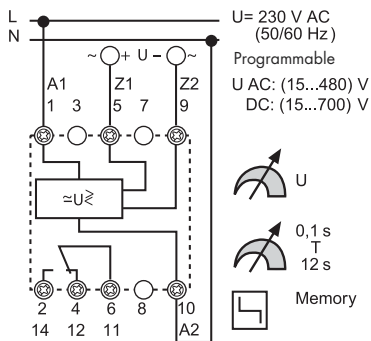 L
N
U= 230 V AC
(50/60 Hz)
~ + U - ~
Programmable
A1 Z1 Z2
1 3 5 7 9
U AC: (15...480) V
DC: (15...700) V
≃U≷
U
0,1 s
T
12 s
2 4 6 8 10
14 12 11 A2
Memory